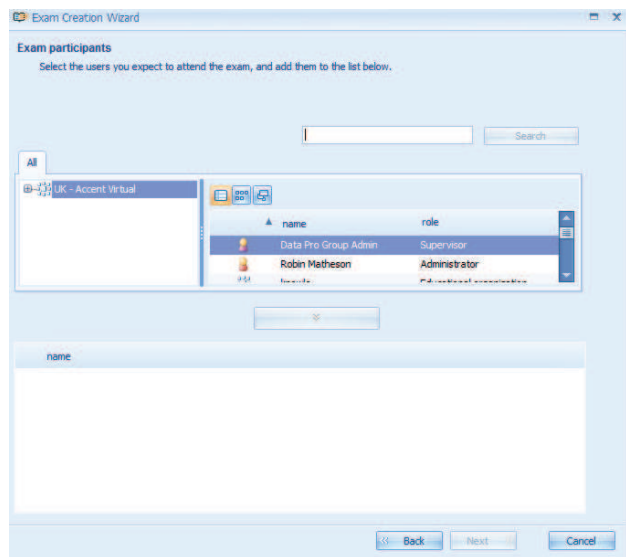 Exam Creation Wizard
Exam participants
Select the users you expect to attend the exam, and add them to the list below.
Search
All
UK - Accent Virtual
name role
Data Pro Group Admin Supervisor
Robin Matheson Administrator
Educational organization
name
Back Next Cancel